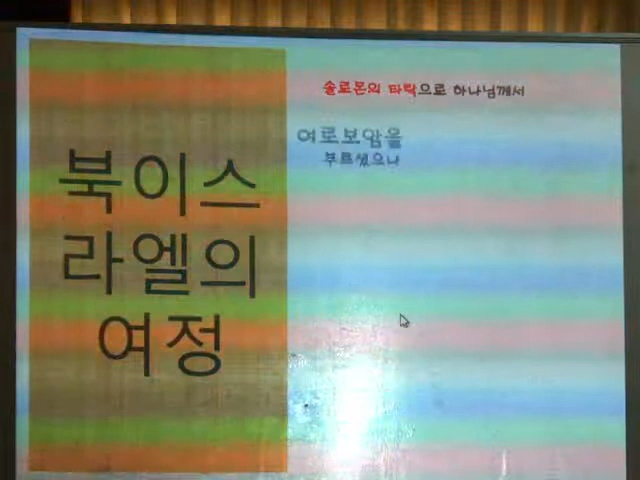 북이스
라엘의
여정
솔로몬의 타락으로 하나님께서
여로보암을
부르셨으나